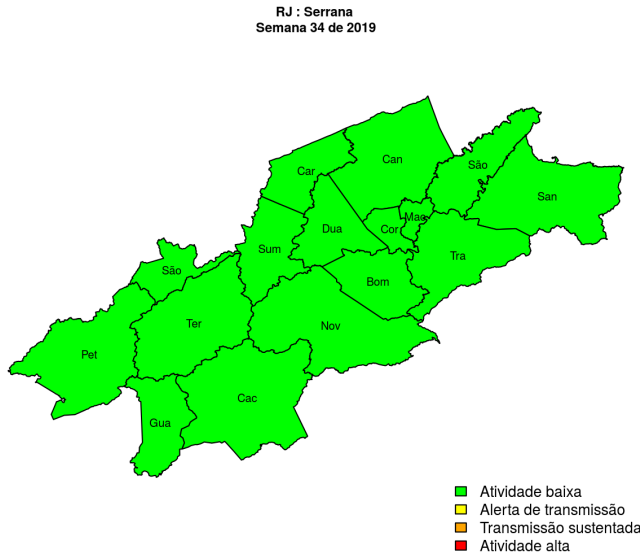 RJ : Serrana
Semana 34 de 2019
Can
São
Car
San
Mac
Dua
Cor
Sum
Tra
São
Bom
Ter
Nov
Pet
Cac
Gua
Atividade baixa
Alerta de transmissão
Transmissão sustentada
Atividade alta